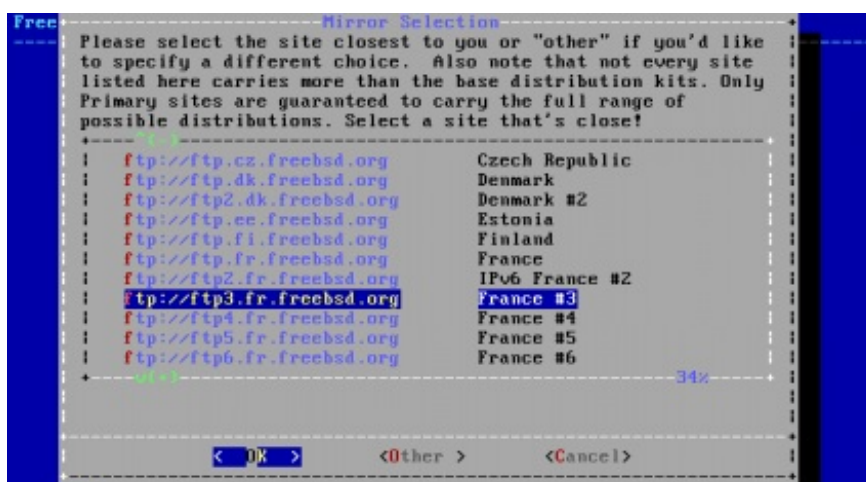 Free
Mirror Selection
Please select the site closest to you or "other" if you'd like
to specify a different choice. Also note that not every site
listed here carries more than the base distribution kits. Only
Primary sites are guaranteed to carry the full range of
possible distributions. Select a site that's close!
^(-)
ftp://ftp.cz.freebsd.org Czech Republic
ftp://ftp.dk.freebsd.org Denmark
ftp://ftp2.dk.freebsd.org Denmark #2
ftp://ftp.ee.freebsd.org Estonia
ftp://ftp.fi.freebsd.org Finland
ftp://ftp.fr.freebsd.org France
ftp://ftp2.fr.freebsd.org IPv6 France #2
ftp://ftp3.fr.freebsd.org France #3
ftp://ftp4.fr.freebsd.org France #4
ftp://ftp5.fr.freebsd.org France #5
ftp://ftp6.fr.freebsd.org France #6
v(+) 34%
< OK > <Other > <Cancel>